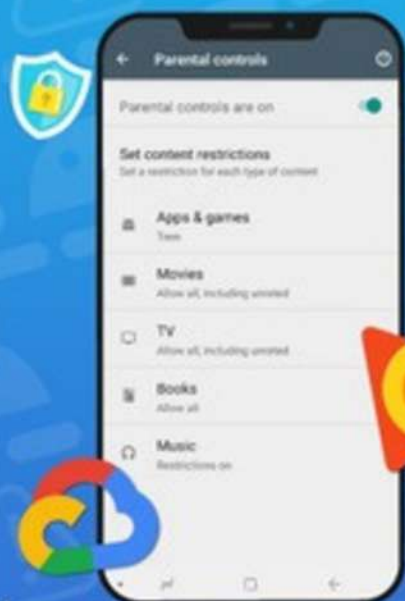 Parental controls
Parental controls are on
Set content restrictions
Set a restriction for each type of content
Apps & games
Teen
Movies
Allow all, including unrated
TV
Allow all, including unrated
Books
Allow all
Music
Restrictions on